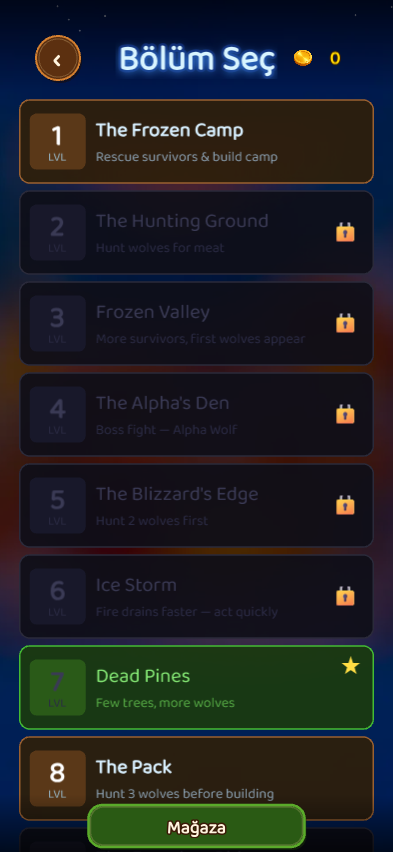 Bölüm Seç 0
1
LVL
The Frozen Camp
Rescue survivors & build camp
2
LVL
The Hunting Ground
Hunt wolves for meat
3
LVL
Frozen Valley
More survivors, first wolves appear
4
LVL
The Alpha's Den
Boss fight — Alpha Wolf
5
LVL
The Blizzard's Edge
Hunt 2 wolves first
6
LVL
Ice Storm
Fire drains faster — act quickly
7
LVL
Dead Pines
Few trees, more wolves
8
LVL
The Pack
Hunt 3 wolves before building
Mağaza